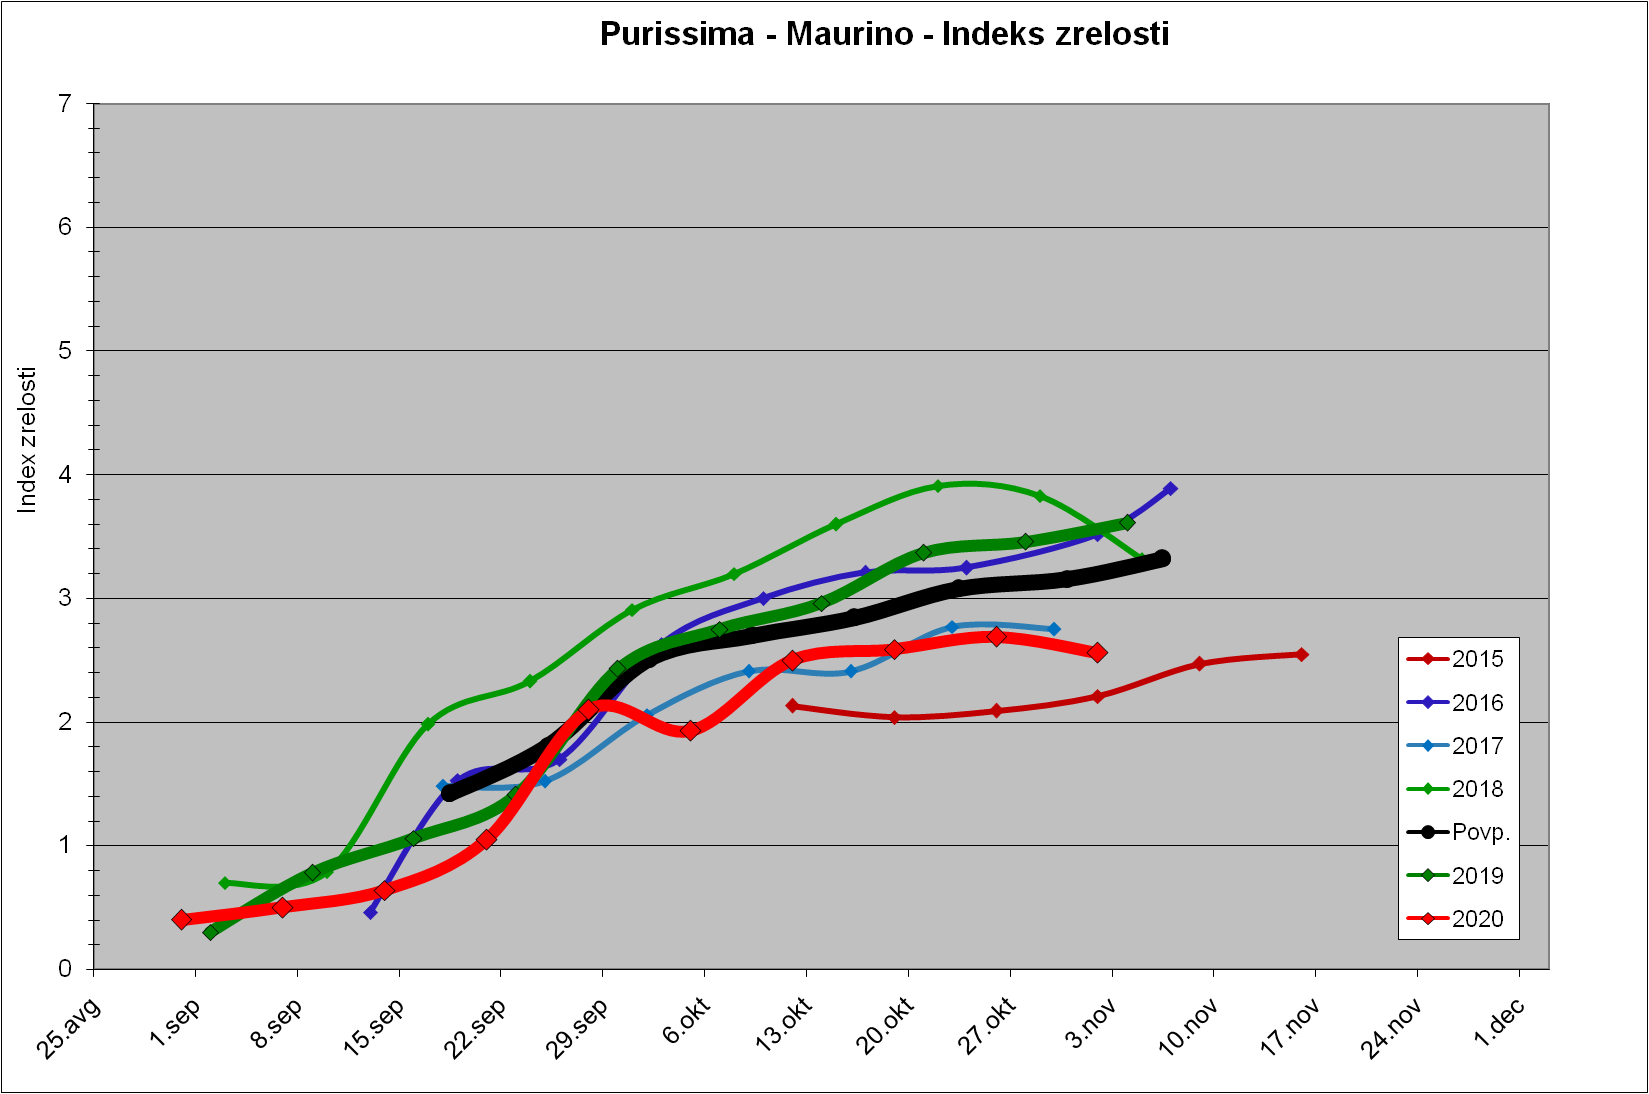 Purissima - Maurino - Indeks zrelosti
Index zrelosti
7
6
5
4
3
2
1
0
25.avg
1.sep
8.sep
15.sep
22.sep
29.sep
6.okt
13.okt
20.okt
27.okt
3.nov
10.nov
17.nov
24.nov
1.dec
2015
2016
2017
2018
Povp.
2019
2020